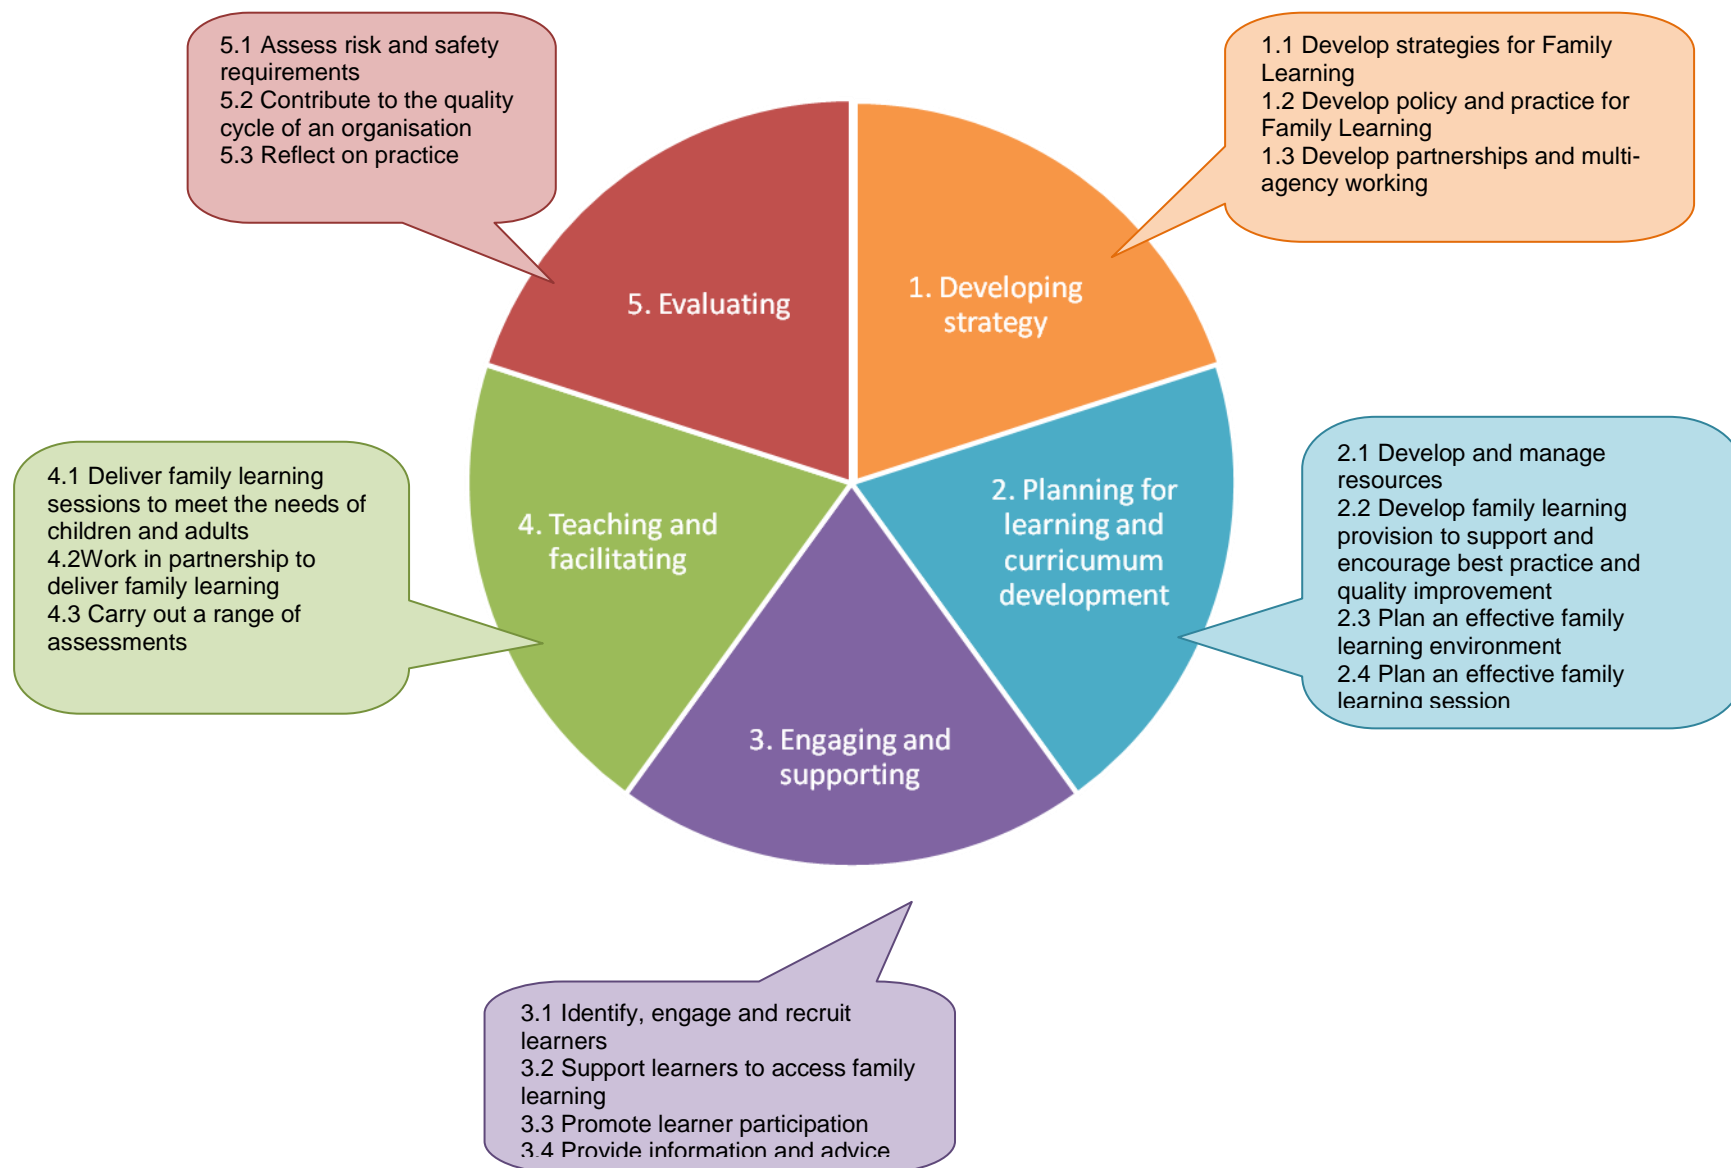 5.1 Assess risk and safety
requirements
5.2 Contribute to the quality
cycle of an organisation
5.3 Reflect on practice
1.1 Develop strategies for Family
Learning
1.2 Develop policy and practice for
Family Learning
1.3 Develop partnerships and multi-
agency working
5. Evaluating
1. Developing
strategy
4.1 Deliver family learning
sessions to meet the needs of
children and adults
4.2Work in partnership to
deliver family learning
4.3 Carry out a range of
assessments
4. Teaching and
facilitating
2. Planning for
learning and
curricumum
development
2.1 Develop and manage
resources
2.2 Develop family learning
provision to support and
encourage best practice and
quality improvement
2.3 Plan an effective family
learning environment
2.4 Plan an effective family
learning session
3. Engaging and
supporting
3.1 Identify, engage and recruit
learners
3.2 Support learners to access family
learning
3.3 Promote learner participation
3.4 Provide information and advice